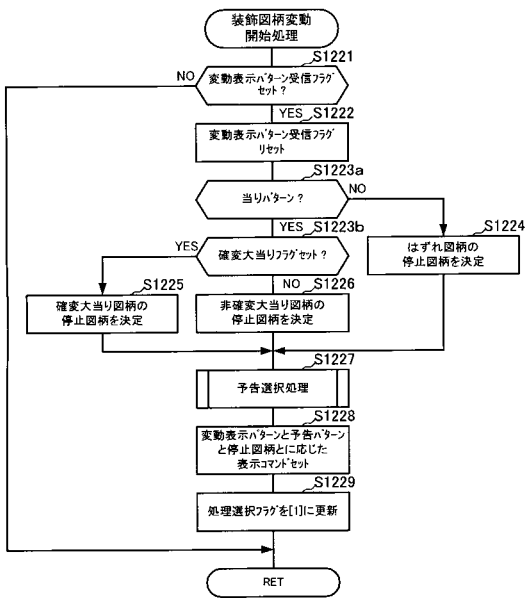 装飾図柄変動
開始処理
S1221
NO
変動表示パターン受信フラグ
セット？
YES
S1222
変動表示パターン受信フラグ
リセット
S1223a
当りパターン？
NO
YES
S1223b
S1224
YES
確変大当りフラグセット？
はずれ図柄の
停止図柄を決定
S1225
NO
S1226
確変大当り図柄の
停止図柄を決定
非確変大当り図柄の
停止図柄を決定
S1227
予告選択処理
S1228
変動表示パターンと予告パターン
と停止図柄とに応じた
表示コマンドセット
S1229
処理選択フラグを[1]に更新
RET